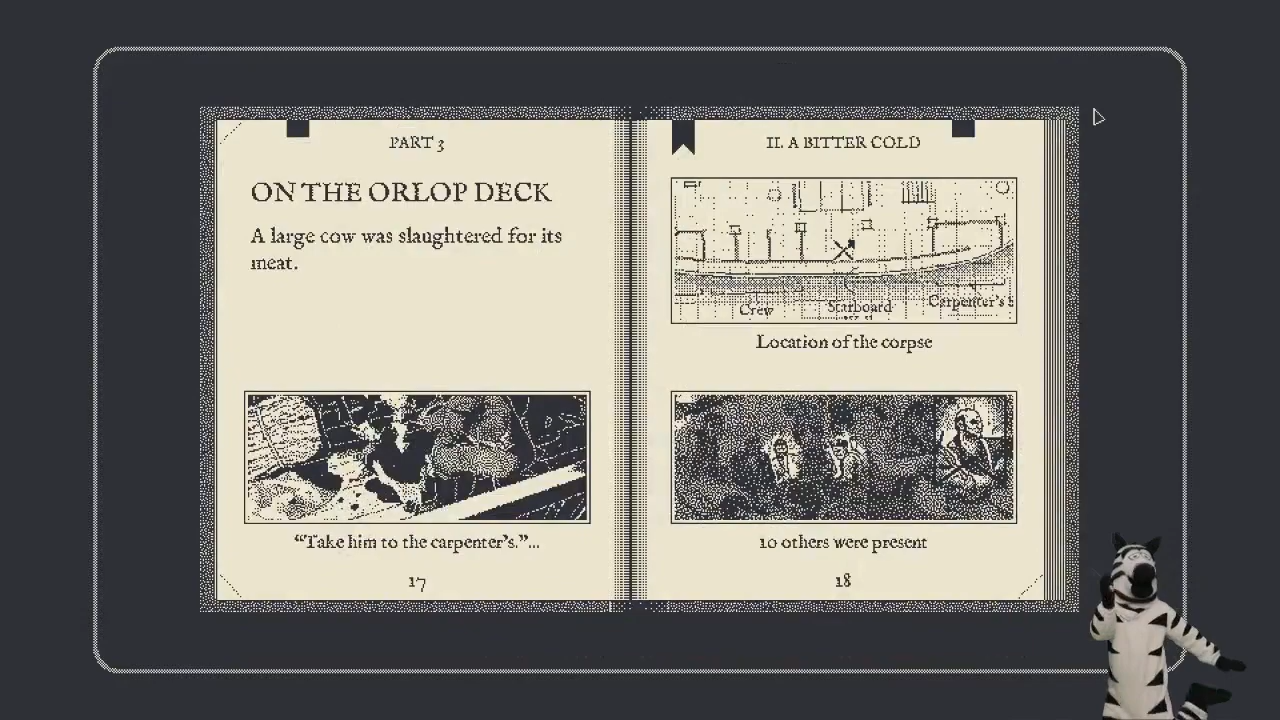 PART 3
ON THE ORLOP DECK
A large cow was slaughtered for its
meat.
"Take him to the carpenter's."...
17
II. A BITTER COLD
Crew
Starboard
Carpenter's
Location of the corpse
10 others were present
18